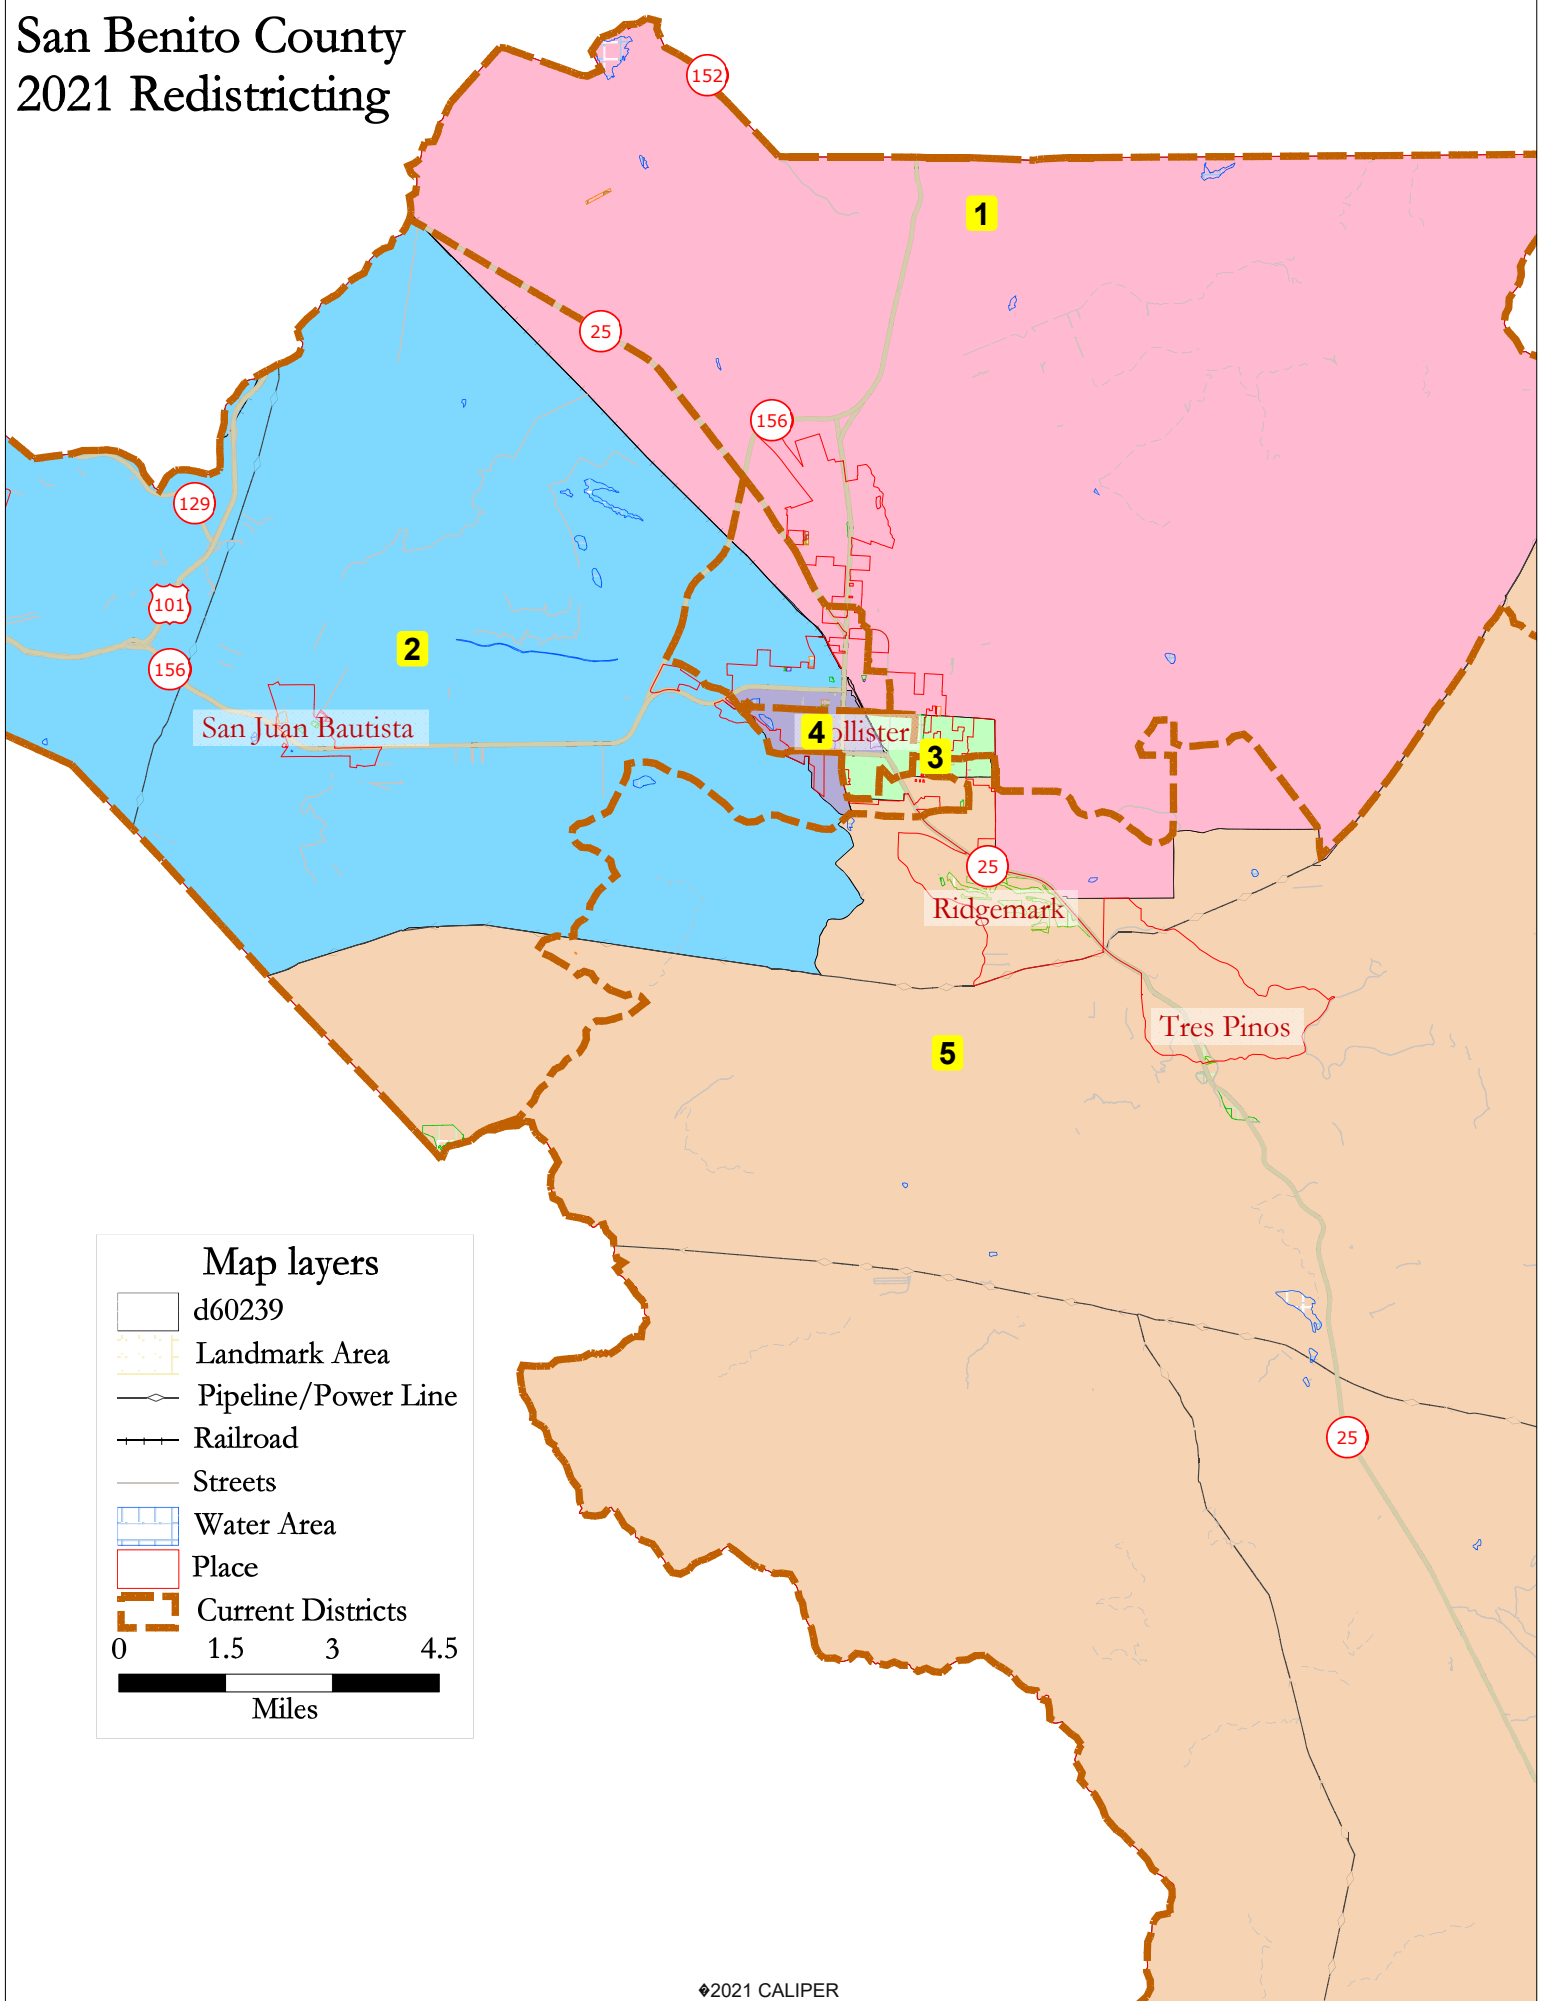 San Benito County
2021 Redistricting
152
1
25
156
129
101
2
156
San Juan Bautista
4
ollister
3
25
Ridgemark
Tres Pinos
5
25
Map layers
d60239
Landmark Area
Pipeline/Power Line
Railroad
Streets
Water Area
Place
Current Districts
0 1.5 3 4.5
Miles
�2021 CALIPER